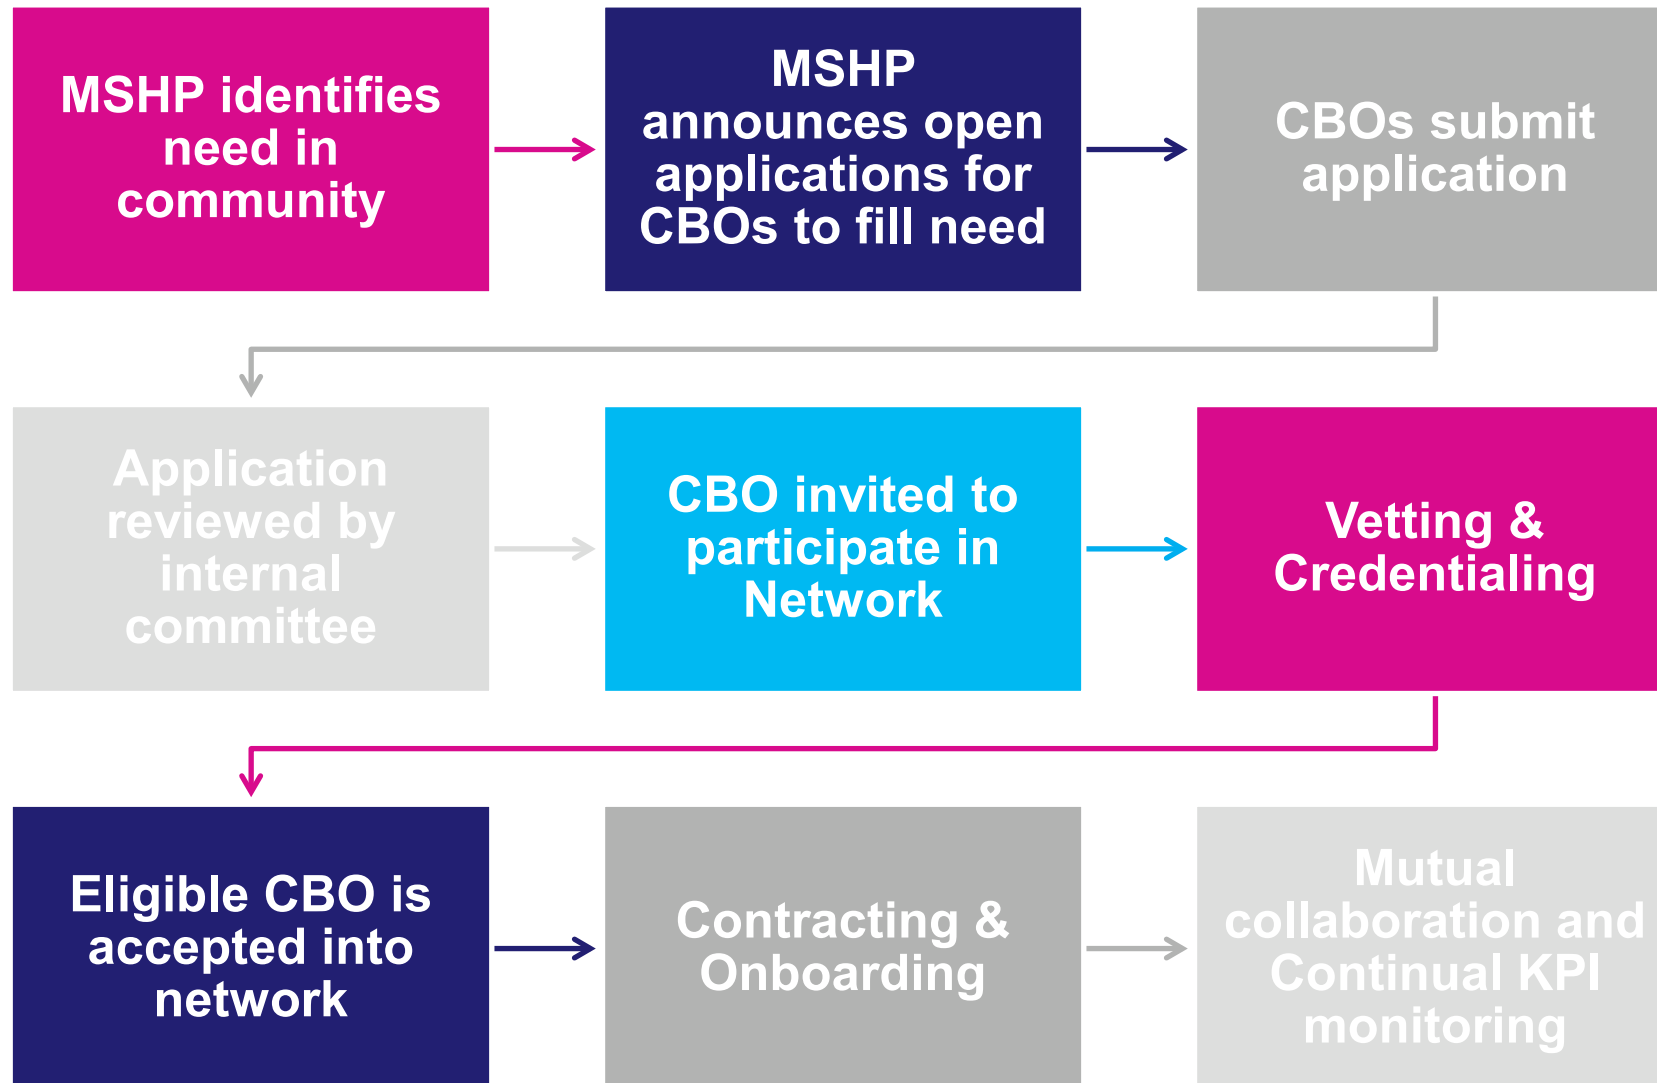 MSHP identifies
need in
community
MSHP
announces open
applications for
CBOs to fill need
CBOs submit
application
Application
reviewed by
internal
committee
CBO invited to
participate in
Network
Vetting &
Credentialing
Eligible CBO is
accepted into
network
Contracting &
Onboarding
Mutual
collaboration and
Continual KPI
monitoring